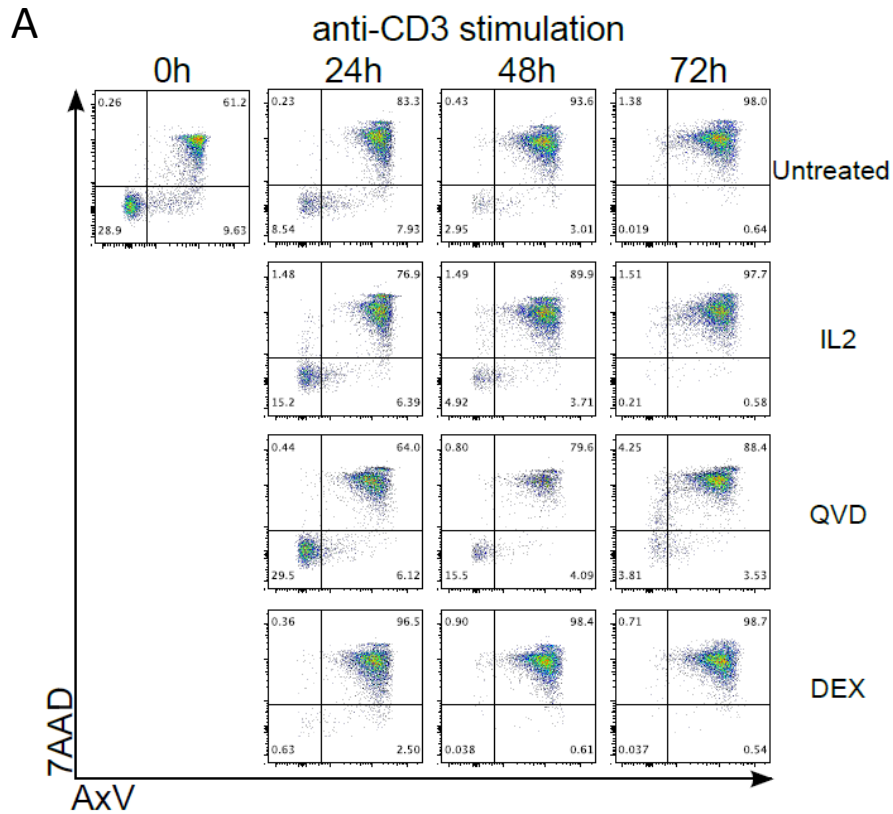 A
anti-CD3 stimulation
0h 24h 48h 72h
0.26 61.2 0.23 83.3 0.43 93.6 1.38 98.0
Untreated
28.9 9.63 8.54 7.93 2.95 3.01 0.019 0.64
1.48 76.9 1.49 89.9 1.51 97.7
IL2
15.2 6.39 4.92 3.71 0.21 0.58
0.44 64.0 0.80 79.6 4.25 88.4
QVD
29.5 6.12 15.5 4.09 3.81 3.53
0.36 96.5 0.90 98.4 0.71 98.7
DEX
0.63 2.50 0.038 0.61 0.037 0.54
7AAD
AxV